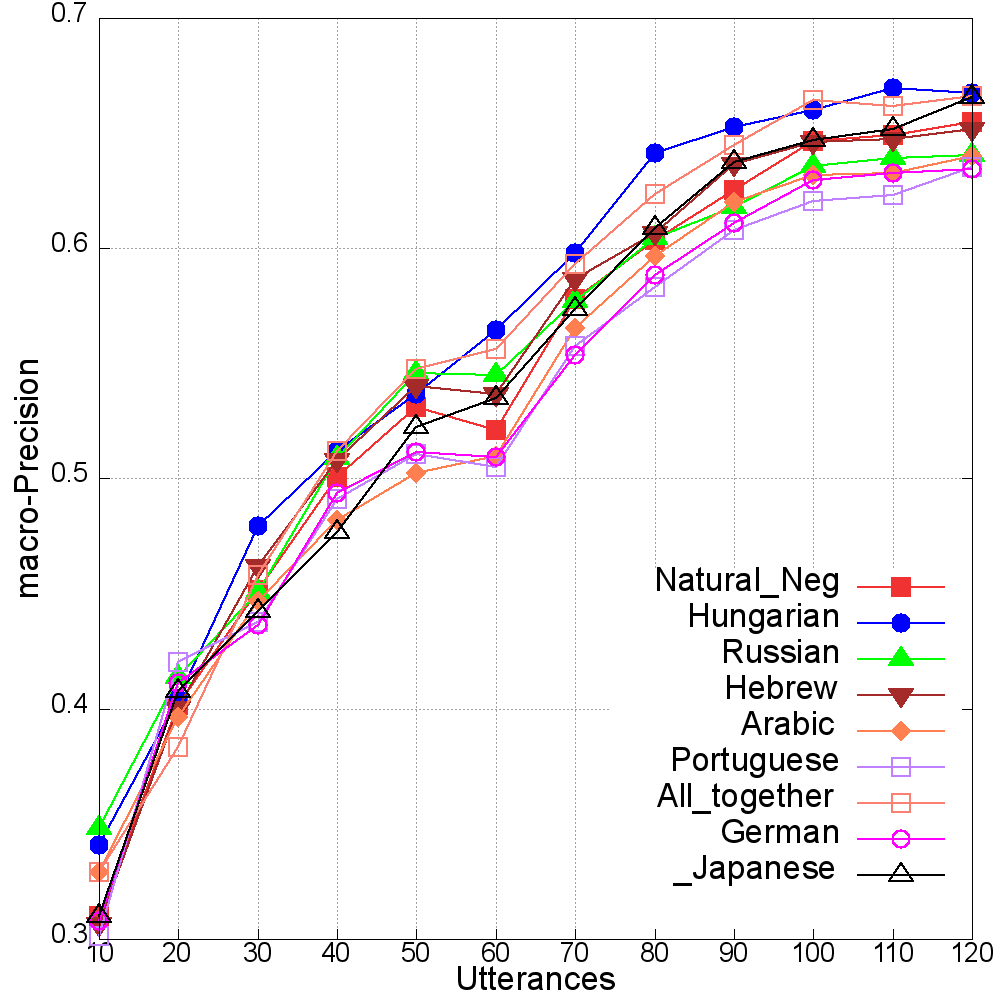 0.7
0.6
0.5
0.4
0.3
macro-Precision
Natural_Neg
Hungarian
Russian
Hebrew
Arabic
Portuguese
All_together
German
_Japanese
10 20 30 40 50 60 70 80 90 100 110 120
Utterances